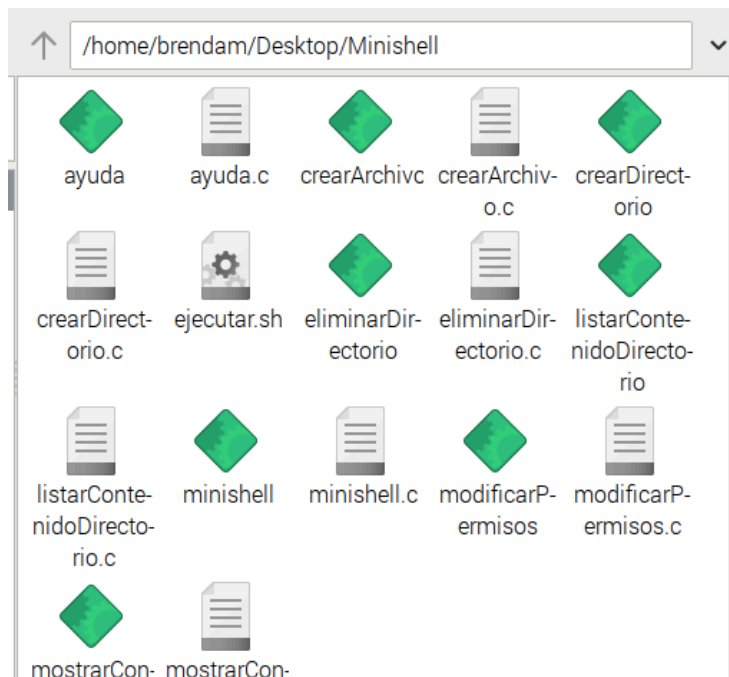 /home/brendam/Desktop/Minishell
ayuda
ayuda.c
crearArchivo
crearArchiv-
o.c
crearDirect-
orio
crearDirect-
orio.c
ejecutar.sh
eliminarDir-
ectorio
eliminarDir-
ectorio.c
listarConte-
nidoDirecto-
rio
listarConte-
nidoDirecto-
rio.c
minishell
minishell.c
modificarP-
ermisos
modificarP-
ermisos.c
mostrarCon-
mostrarCon-